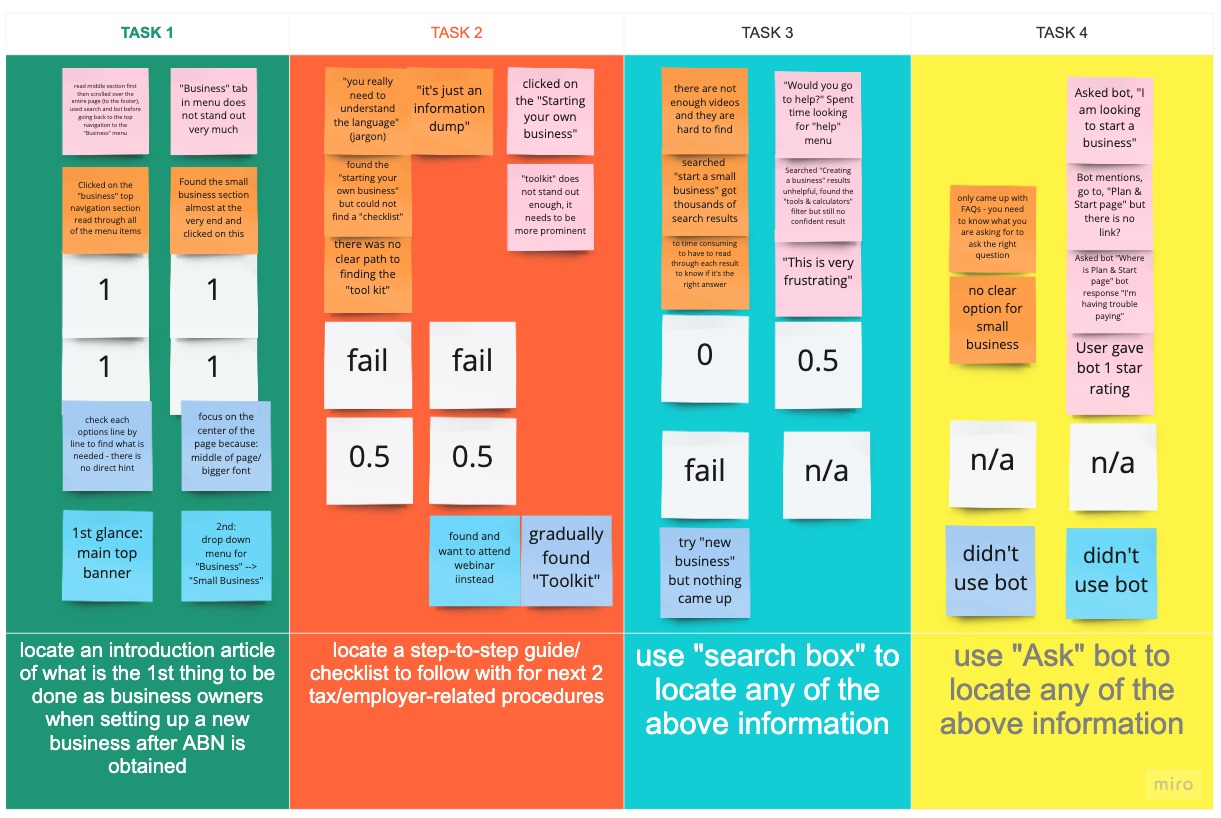 TASK 1
TASK 2
TASK 3
TASK 4
read middle section first
then scrolled over the
entire page (to the footer),
used search and bot before
going back to the top
navigation to the
"Business" menu
"Business" tab
in menu does
not stand out
very much
Clicked on the
"business" top
navigation section
read through all
of the menu items
Found the small
business section
almost at the
very end and
clicked on this
1
1
1
1
check each
options line by
line to find what is
needed - there is
no direct hint
focus on the
center of the
page because:
middle of page/
bigger font
1st glance:
main top
banner
2nd:
drop down
menu for
"Business" -->
"Small Business"
"you really
need to
understand
the language"
(jargon)
"it's just an
information
dump"
clicked on
the "Starting
your own
business"
found the
"starting your
own business"
but could not
find a "checklist"
"toolkit" does
not stand out
enough, it
needs to be
more prominent
there was no
clear path to
finding the
"tool kit"
fail
fail
0.5
0.5
found and
want to attend
webinar
iinstead
gradually
found
"Toolkit"
there are not
enough videos
and they are
hard to find
"Would you go
to help?" Spent
time looking
for "help"
menu
searched
"start a small
business" got
thousands of
search results
Searched "Creating
a business" results
unhelpful, found the
"tools & calculators"
filter but still no
confident result
to time consuming
to have to read
through each result
to know if it's the
right answer
"This is very
frustrating"
0
0.5
fail
n/a
try "new
business"
but nothing
came up
Asked bot, "I
am looking
to start a
business"
only came up with
FAQs - you need
to know what you
are asking for to
ask the right
question
Bot mentions,
go to, "Plan &
Start page" but
there is no
link?
no clear
option for
small
business
Asked bot "Where
is Plan & Start
page" bot
response "I'm
having trouble
paying"
User gave
bot 1 star
rating
n/a
n/a
didn't
use bot
didn't
use bot
locate an introduction article
of what is the 1st thing to be
done as business owners
when setting up a new
business after ABN is
obtained
locate a step-to-step guide/
checklist to follow with for next 2
tax/employer-related procedures
use "search box" to
locate any of the
above information
use "Ask" bot to
locate any of the
above information
miro